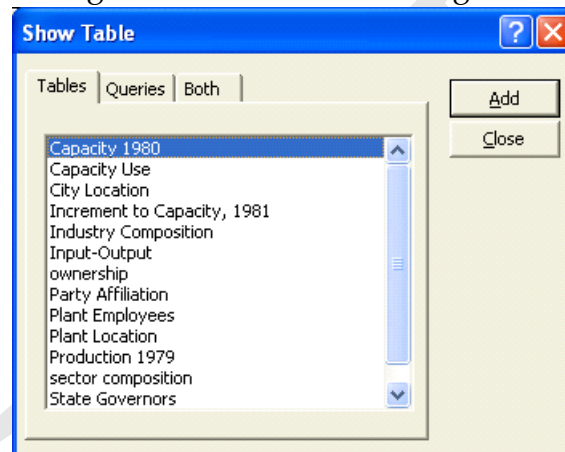 Show Table
Tables Queries Both
Add
Close
Capacity 1980
Capacity Use
City Location
Increment to Capacity, 1981
Industry Composition
Input-Output
ownership
Party Affiliation
Plant Employees
Plant Location
Production 1979
sector composition
State Governors